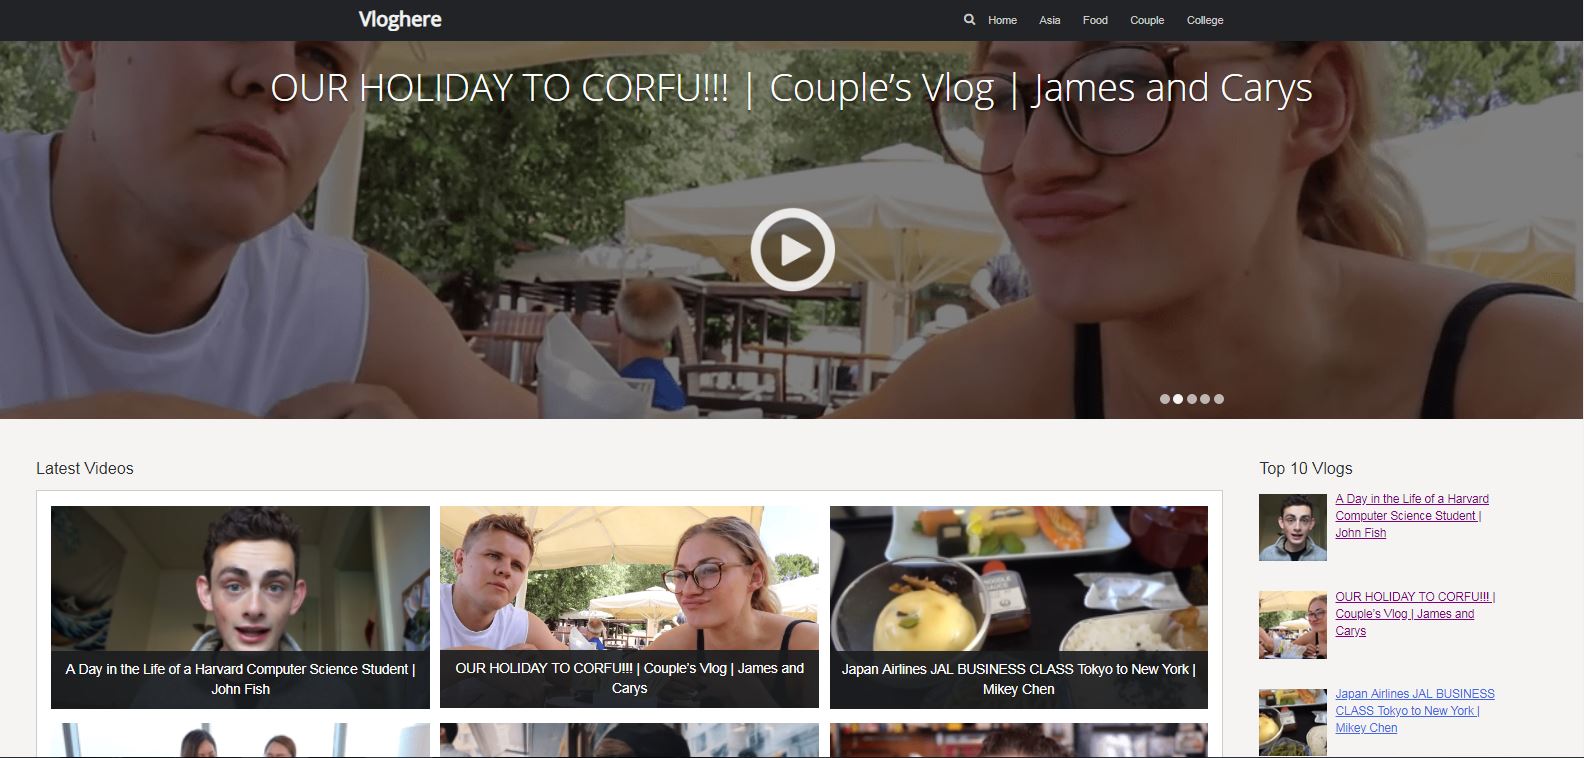 Vloghere
Home Asia Food Couple College
OUR HOLIDAY TO CORFU!!! | Couple’s Vlog | James and Carys
Latest Videos
A Day in the Life of a Harvard Computer Science Student |
John Fish
OUR HOLIDAY TO CORFU!!! | Couple’s Vlog | James and
Carys
Japan Airlines JAL BUSINESS CLASS Tokyo to New York |
Mikey Chen
Top 10 Vlogs
A Day in the Life of a Harvard
Computer Science Student |
John Fish
OUR HOLIDAY TO CORFU!!! |
Couple’s Vlog | James and
Carys
Japan Airlines JAL BUSINESS
CLASS Tokyo to New York |
Mikey Chen